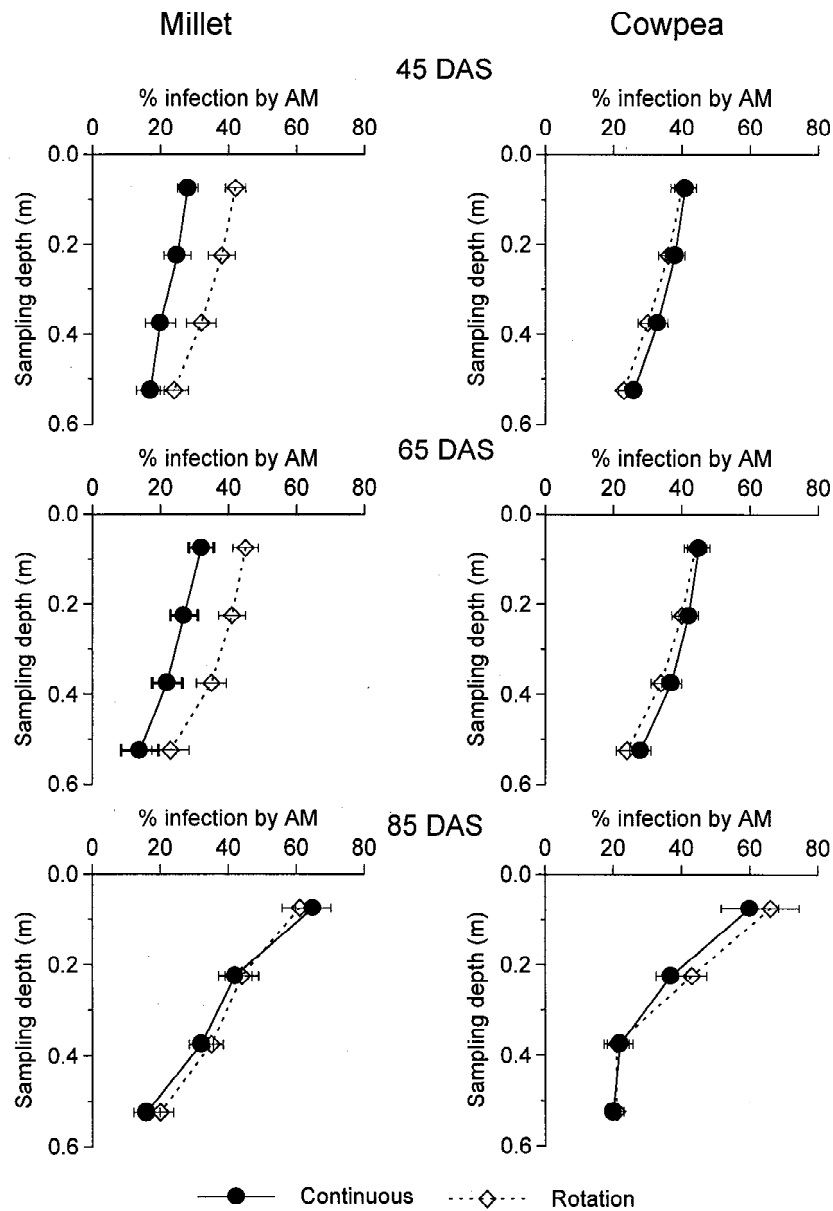 Millet Cowpea
45 DAS
% infection by AM % infection by AM
0 20 40 60 80 0 20 40 60 80
0.0 0.0
0.2 0.2
0.4 0.4
0.6 0.6
Sampling depth (m) Sampling depth (m)
65 DAS
% infection by AM % infection by AM
0 20 40 60 80 0 20 40 60 80
0.0 0.0
0.2 0.2
0.4 0.4
0.6 0.6
Sampling depth (m) Sampling depth (m)
85 DAS
% infection by AM % infection by AM
0 20 40 60 80 0 20 40 60 80
0.0 0.0
0.2 0.2
0.4 0.4
0.6 0.6
Sampling depth (m) Sampling depth (m)
Continuous Rotation